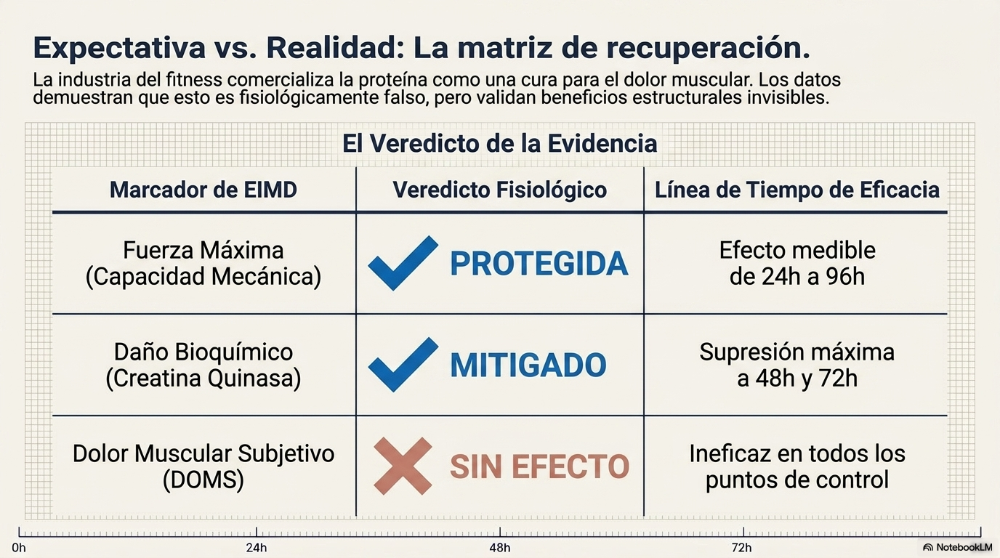 Expectativa vs. Realidad: La matriz de recuperación.
La industria del fitness comercializa la proteína como una cura para el dolor muscular. Los datos
demuestran que esto es fisiológicamente falso, pero validan beneficios estructurales invisibles.
El Veredicto de la Evidencia
Marcador de EIMD
Veredicto Fisiológico
Línea de Tiempo de Eficacia
Fuerza Máxima
(Capacidad Mecánica)
PROTEGIDA
Efecto medible
de 24h a 96h
Daño Bioquímico
(Creatina Quinasa)
MITIGADO
Supresión máxima
a 48h y 72h
Dolor Muscular Subjetivo
(DOMS)
SIN EFECTO
Ineficaz en todos los
puntos de control
0h
24h
48h
72h
NotebookLM